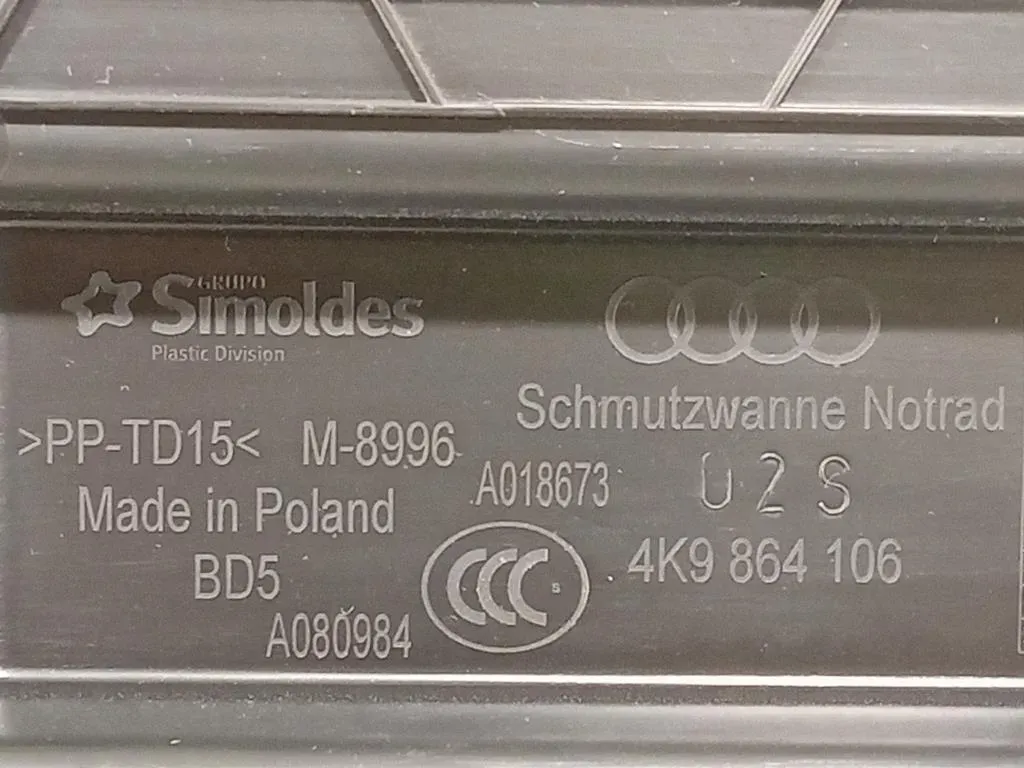 GRUPO
Simoldes
Plastic Division
Schmutzwanne Notrad
>PP-TD15< M-8996
A018673
U2S
Made in Poland
4K9 864 106
BD5
CCC S
A080984